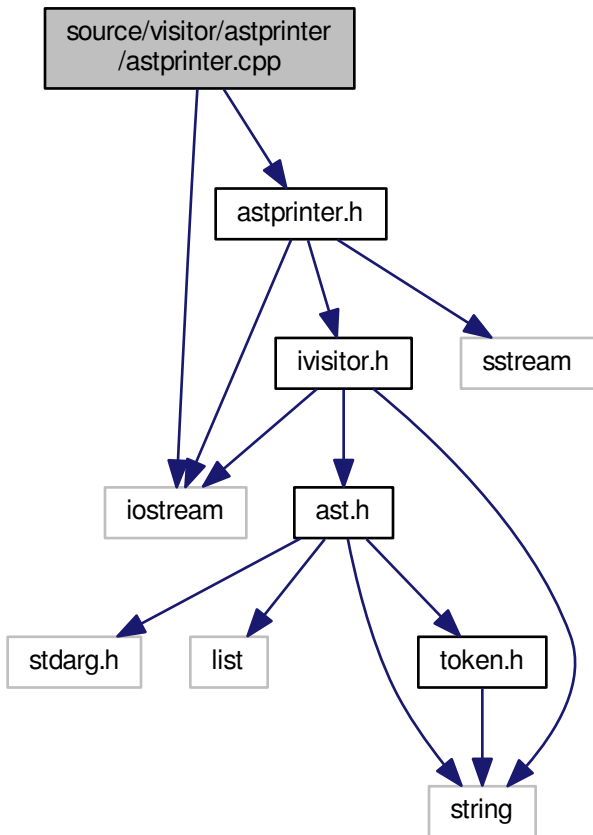 source/visitor/astprinter
/astprinter.cpp
astprinter.h
ivisitor.h
sstream
iostream
ast.h
stdarg.h
list
token.h
string